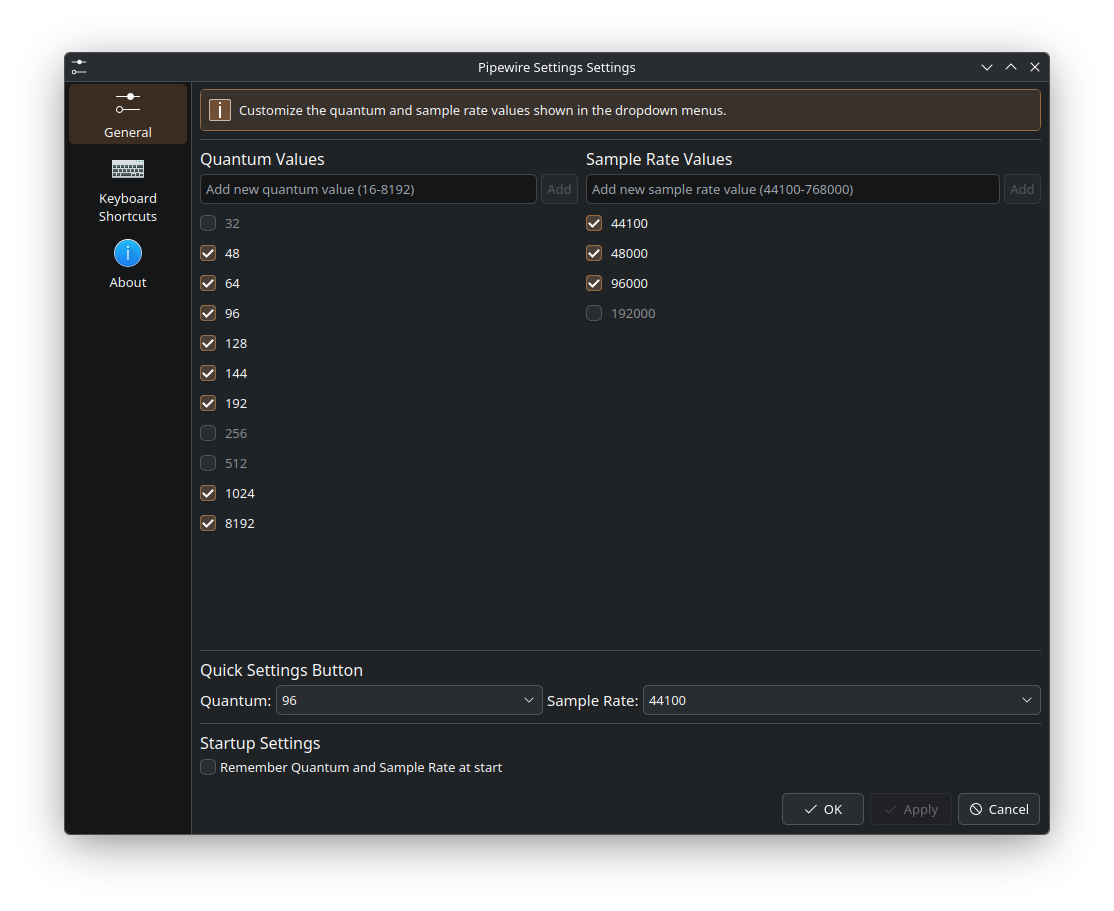 Pipewire Settings Settings
General
Keyboard
Shortcuts
About
Customize the quantum and sample rate values shown in the dropdown menus.
Quantum Values
Add new quantum value (16-8192)
Add
32
48
64
96
128
144
192
256
512
1024
8192
Sample Rate Values
Add new sample rate value (44100-768000)
Add
44100
48000
96000
192000
Quick Settings Button
Quantum: 96 Sample Rate: 44100
Startup Settings
Remember Quantum and Sample Rate at start
OK Apply Cancel